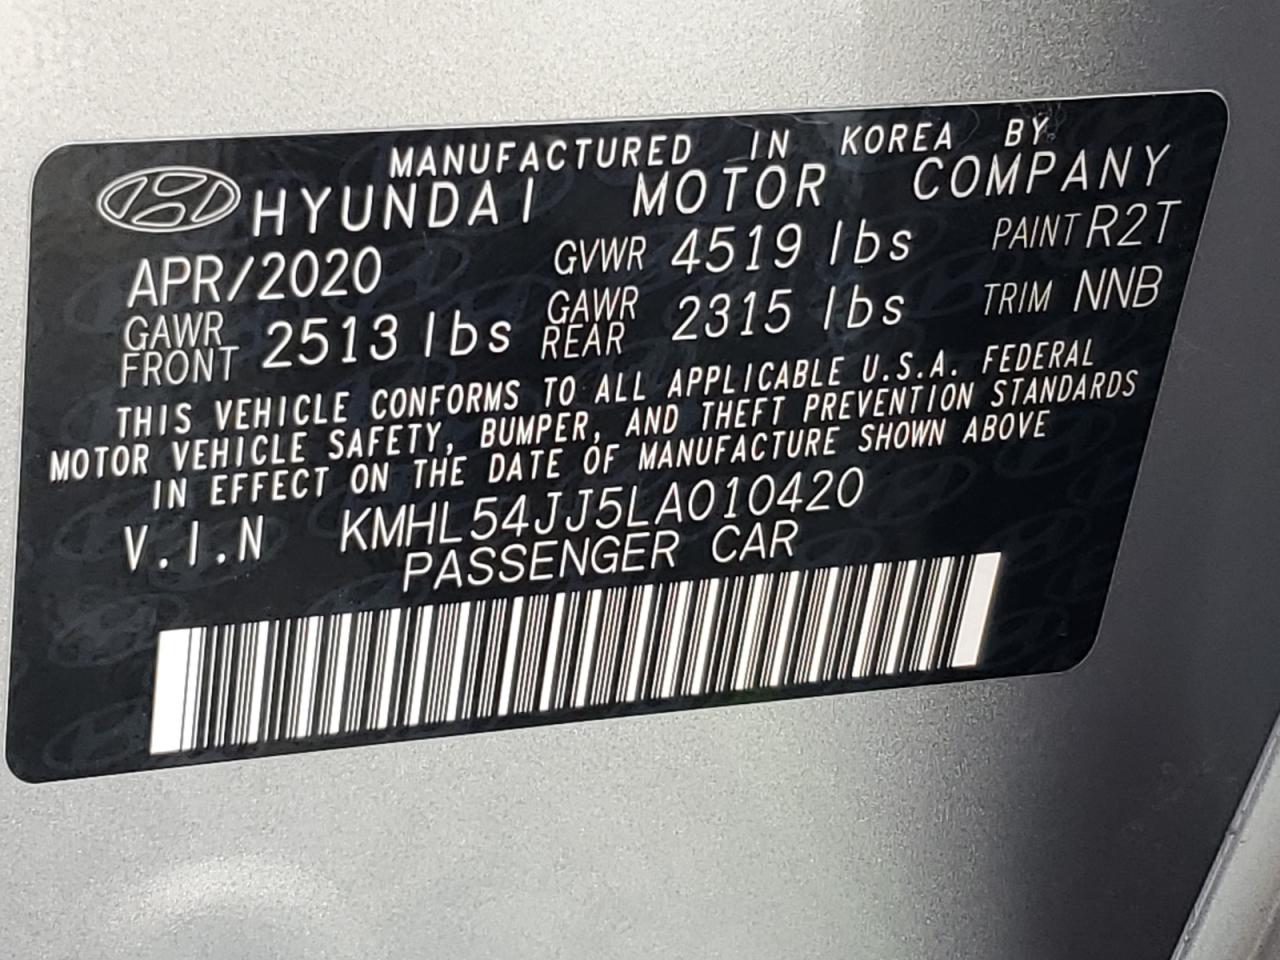 MANUFACTURED IN KOREA BY
HYUNDAI MOTOR COMPANY
APR/2020 GVWR 4519 lbs PAINT R2T
GAWR FRONT 2513 lbs GAWR REAR 2315 lbs TRIM NNB
THIS VEHICLE CONFORMS TO ALL APPLICABLE U.S.A. FEDERAL
MOTOR VEHICLE SAFETY, BUMPER, AND THEFT PREVENTION STANDARDS
IN EFFECT ON THE DATE OF MANUFACTURE SHOWN ABOVE
V.I.N KMHL54JJ5LA010420
PASSENGER CAR